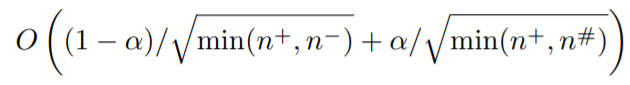 O((1 − α)/√min(n⁺, n⁻) + α/√min(n⁺, n^#))